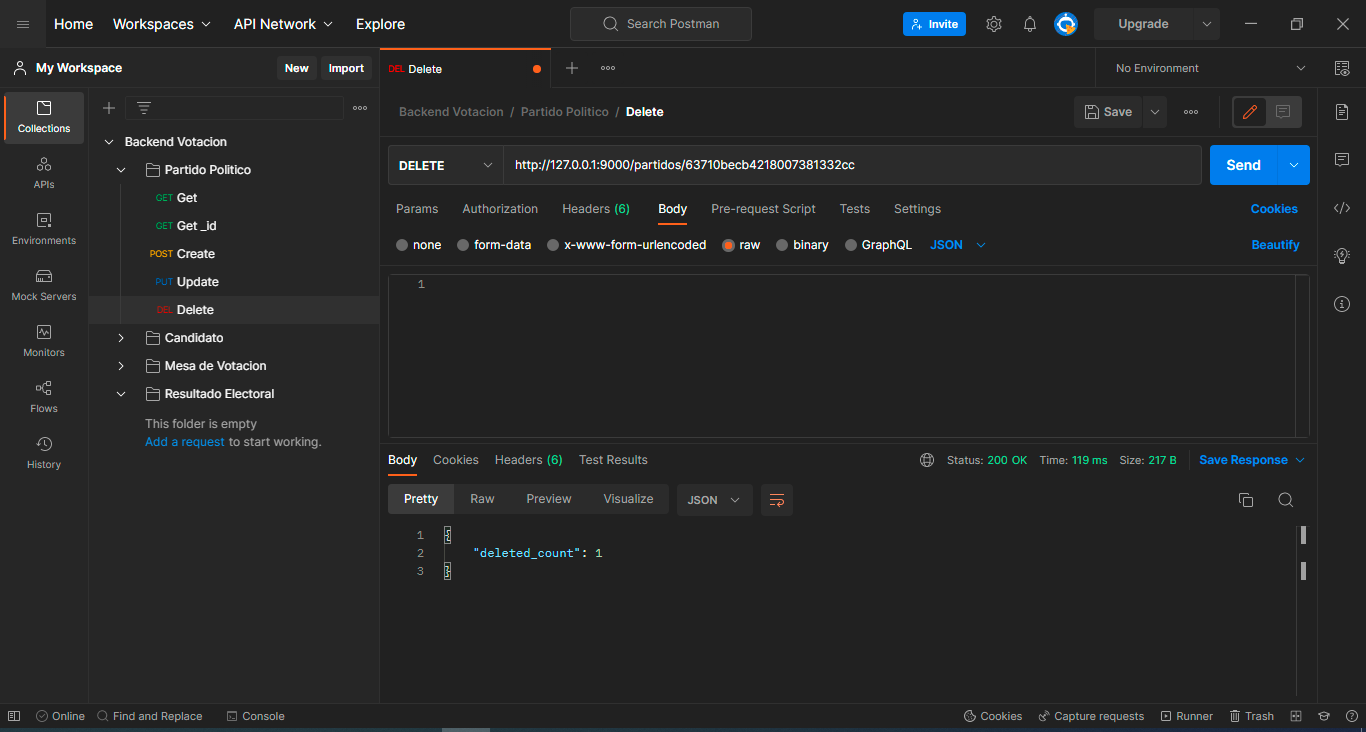 Home Workspaces API Network Explore Search Postman Invite Upgrade
My Workspace New Import DEL Delete No Environment
Collections
APIs
Environments
Mock Servers
Monitors
Flows
History
Backend Votacion
Partido Politico
GET Get
GET Get _id
POST Create
PUT Update
DEL Delete
Candidato
Mesa de Votacion
Resultado Electoral
This folder is empty
Add a request to start working.
Backend Votacion / Partido Politico / Delete Save
DELETE http://127.0.0.1:9000/partidos/63710becb4218007381332cc Send
Params Authorization Headers (6) Body Pre-request Script Tests Settings Cookies
none form-data x-www-form-urlencoded raw binary GraphQL JSON Beautify
1
Body Cookies Headers (6) Test Results Status: 200 OK Time: 119 ms Size: 217 B Save Response
Pretty Raw Preview Visualize JSON
1 {
2 "deleted_count": 1
3 }
Online Find and Replace Console Cookies Capture requests Runner Trash